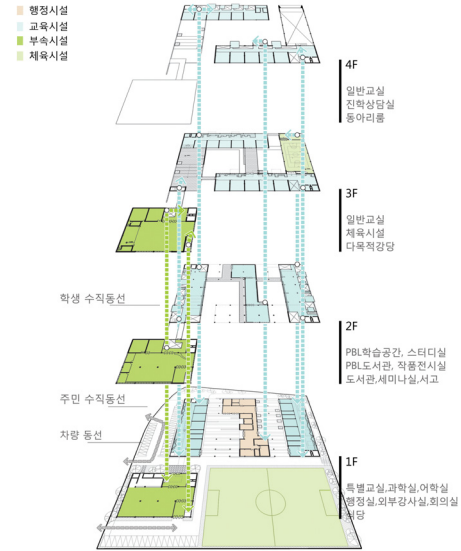 행정시설
교육시설
부속시설
체육시설
4F
일반교실
진학상담실
동아리룸
3F
일반교실
체육시설
다목적강당
학생 수직동선
2F
PBL학습공간, 스터디실
PBL도서관, 작품전시실
도서관,세미나실,서고
주민 수직동선
차량 동선
1F
특별교실,과학실,어학실
행정실,외부강사실,회의실
식당